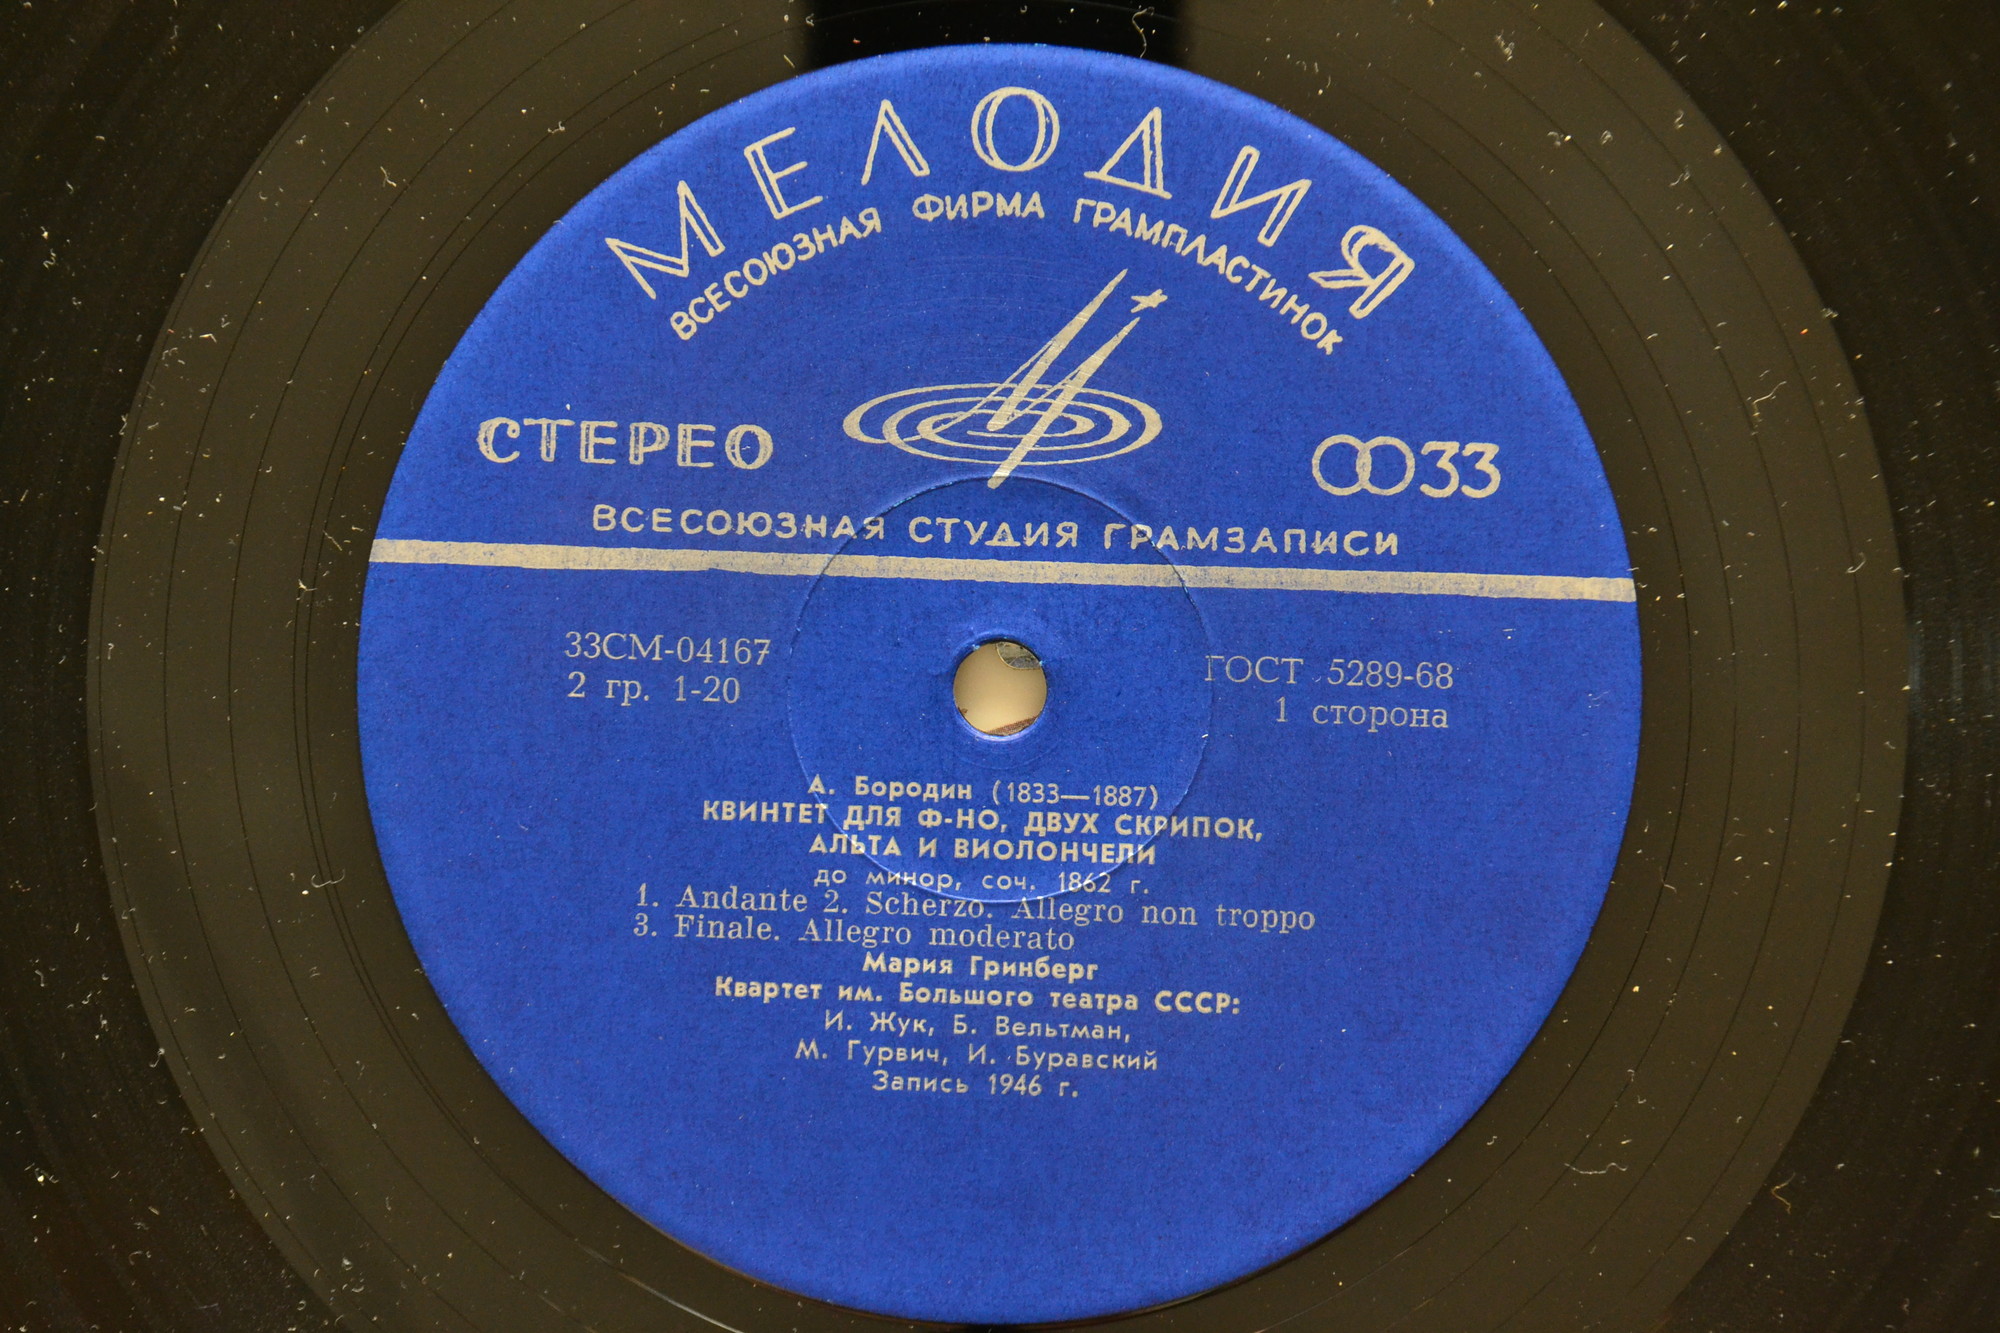 МЕЛОДИЯ
ВСЕСОЮЗНАЯ ФИРМА ГРАМПЛАСТИНОК
СТЕРЕО
33
ВСЕСОЮЗНАЯ СТУДИЯ ГРАМЗАПИСИ
33СМ-04167
2 гр. 1-20
ГОСТ 5289-68
1 сторона
А. Бородин (1833—1887)
КВИНТЕТ ДЛЯ Ф-НО, ДВУХ СКРИПОК,
АЛЬТА И ВИОЛОНЧЕЛИ
до минор, соч. 1862 г.
1. Andante 2. Scherzo. Allegro non troppo
3. Finale. Allegro moderato
Мария Гринберг
Квартет им. Большого театра СССР:
И. Жук, Б. Вельтман,
М. Гурвич, И. Буравский
Запись 1946 г.